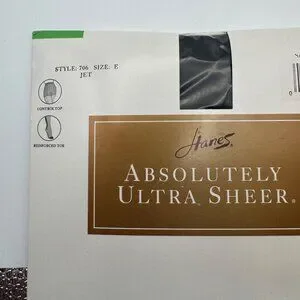 STYLE: 706 SIZE: E
JET
CONTROL TOP
REINFORCED TOE
Hanes®
ABSOLUTELY
ULTRA SHEER®